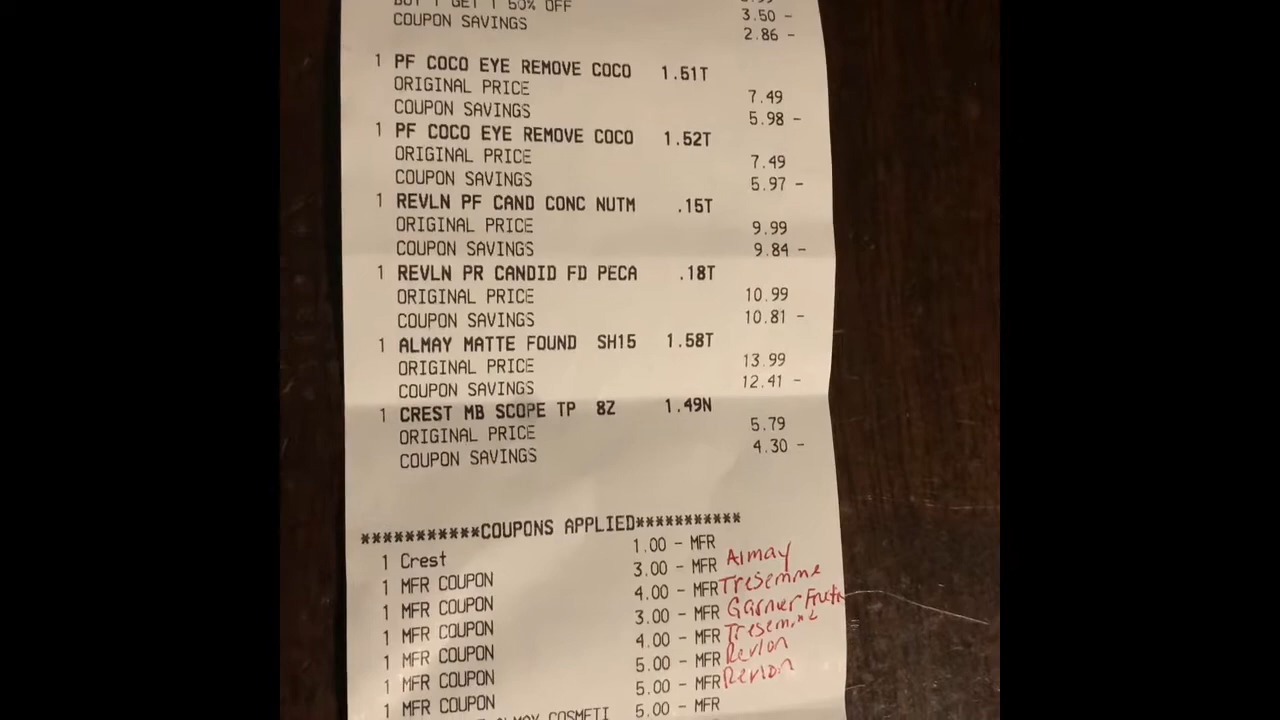 BUY 1 GET 1 50% OFF 3.50 -
COUPON SAVINGS 2.86 -
1 PF COCO EYE REMOVE COCO 1.51T
ORIGINAL PRICE 7.49
COUPON SAVINGS 5.98 -
1 PF COCO EYE REMOVE COCO 1.52T
ORIGINAL PRICE 7.49
COUPON SAVINGS 5.97 -
1 REVLN PF CAND CONC NUTM .15T
ORIGINAL PRICE 9.99
COUPON SAVINGS 9.84 -
1 REVLN PR CANDID FD PECA .18T
ORIGINAL PRICE 10.99
COUPON SAVINGS 10.81 -
1 ALMAY MATTE FOUND SH15 1.58T
ORIGINAL PRICE 13.99
COUPON SAVINGS 12.41 -
1 CREST MB SCOPE TP 8Z 1.49N
ORIGINAL PRICE 5.79
COUPON SAVINGS 4.30 -
***********COUPONS APPLIED***********
1 Crest 1.00 - MFR
1 MFR COUPON 3.00 - MFR Almay
1 MFR COUPON 4.00 - MFR Tresemme
1 MFR COUPON 3.00 - MFR Garnier
1 MFR COUPON 4.00 - MFR Tresemme
1 MFR COUPON 5.00 - MFR Revlon
1 MFR COUPON 5.00 - MFR Revlon
ALMAY COSMETI 5.00 - MFR